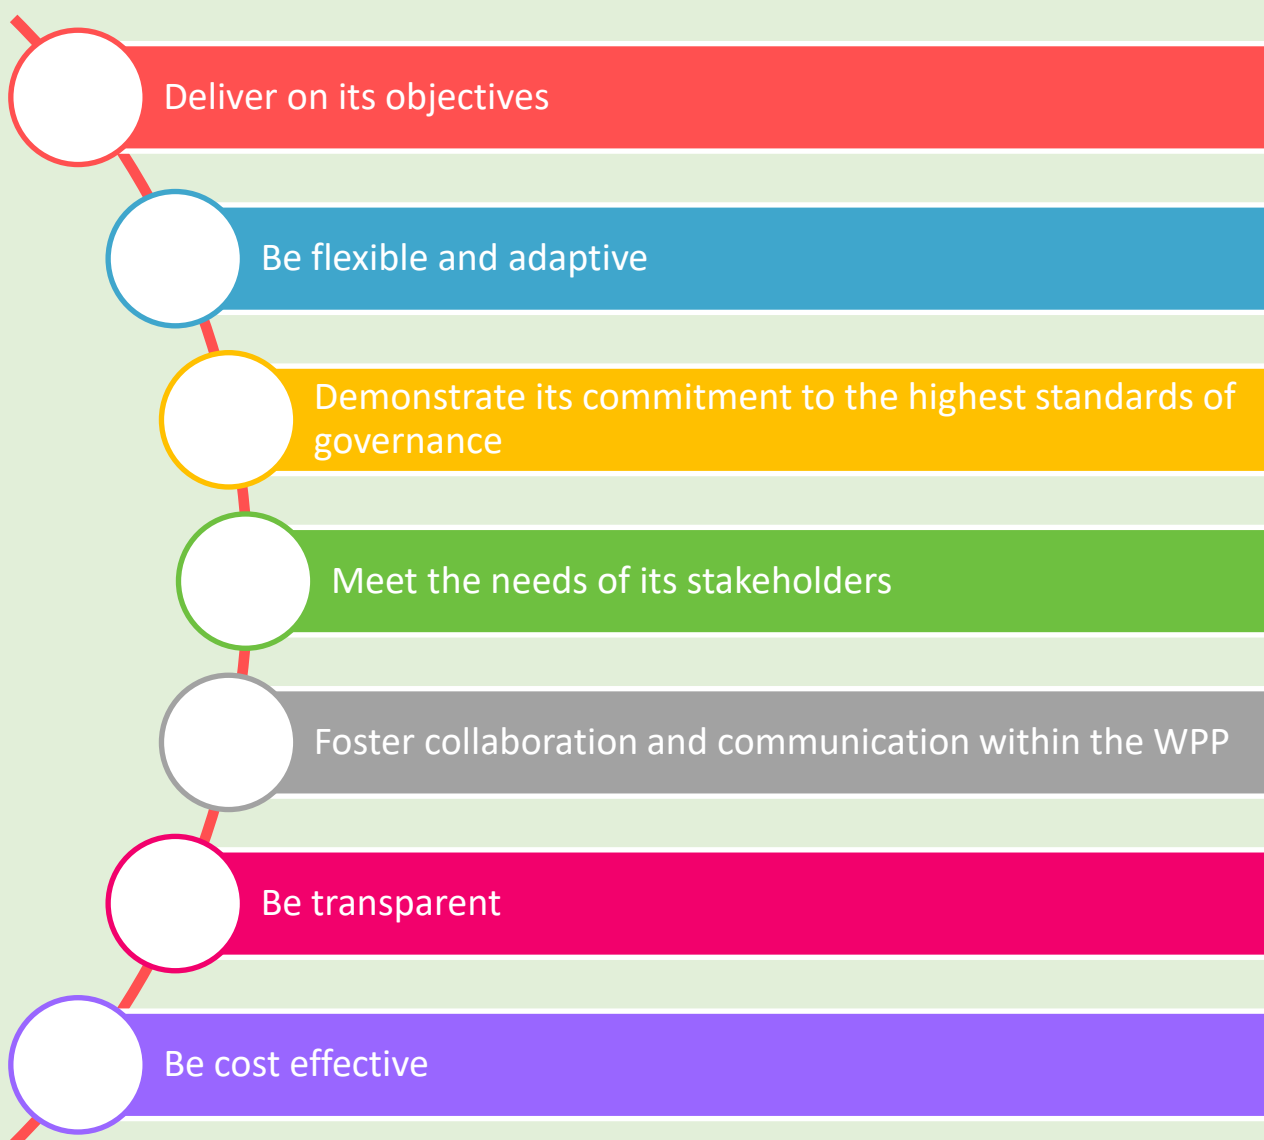 Deliver on its objectives
Be flexible and adaptive
Demonstrate its commitment to the highest standards of
governance
Meet the needs of its stakeholders
Foster collaboration and communication within the WPP
Be transparent
Be cost effective